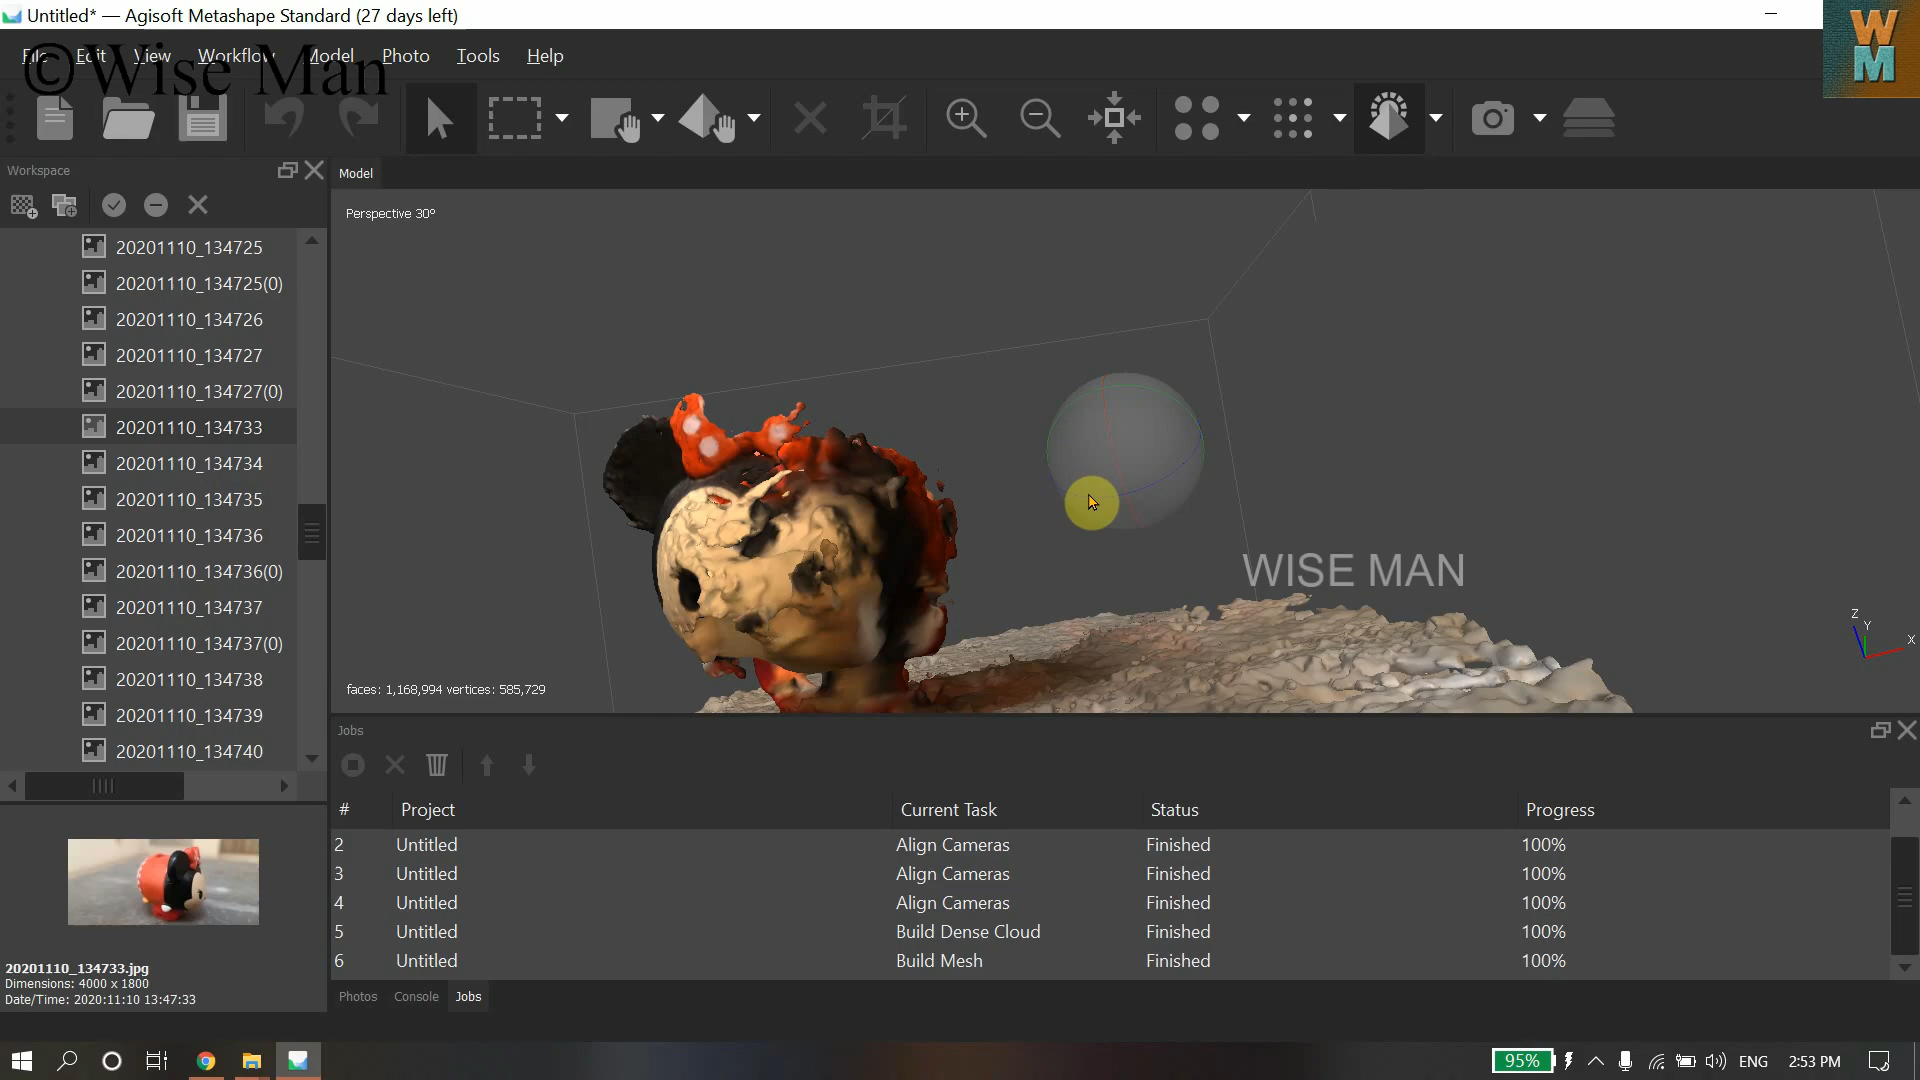 Untitled* — Agisoft Metashape Standard (27 days left)
W
M
File Edit View Workflow Model Photo Tools Help
©Wise Man
Workspace
Model
Perspective 30°
20201110_134725
20201110_134725(0)
20201110_134726
20201110_134727
20201110_134727(0)
20201110_134733
20201110_134734
20201110_134735
20201110_134736
20201110_134736(0)
20201110_134737
20201110_134737(0)
20201110_134738
20201110_134739
20201110_134740
WISE MAN
Z
Y
X
faces: 1,168,994 vertices: 585,729
Jobs
# Project Current Task Status Progress
2 Untitled Align Cameras Finished 100%
3 Untitled Align Cameras Finished 100%
4 Untitled Align Cameras Finished 100%
5 Untitled Build Dense Cloud Finished 100%
6 Untitled Build Mesh Finished 100%
20201110_134733.jpg
Dimensions: 4000 x 1800
Date/Time: 2020:11:10 13:47:33
Photos Console Jobs
95% ENG 2:53 PM